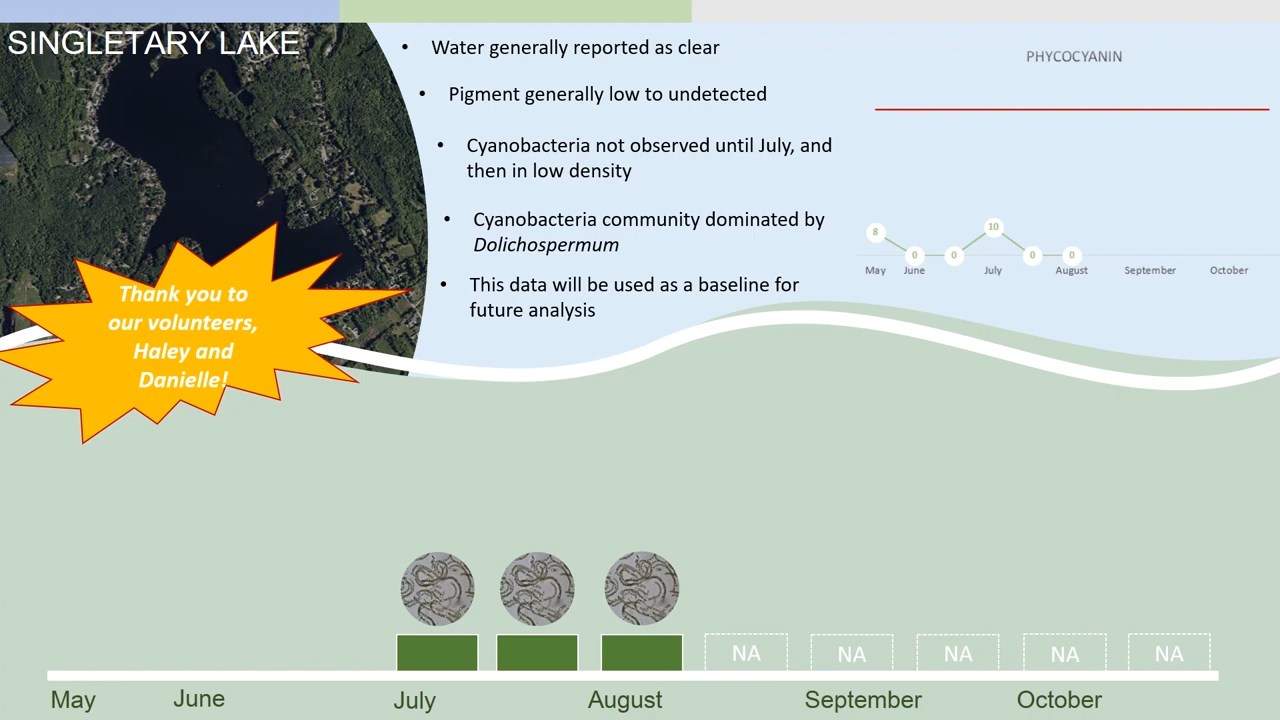 SINGLETARY LAKE
• Water generally reported as clear
• Pigment generally low to undetected
• Cyanobacteria not observed until July, and
then in low density
• Cyanobacteria community dominated by
Dolichospermum
• This data will be used as a baseline for
future analysis
PHYCOCYANIN
8 0 0 10 0 0
May June July August September October
Thank you to
our volunteers,
Haley and
Danielle!
NA NA NA NA NA
May June July August September October